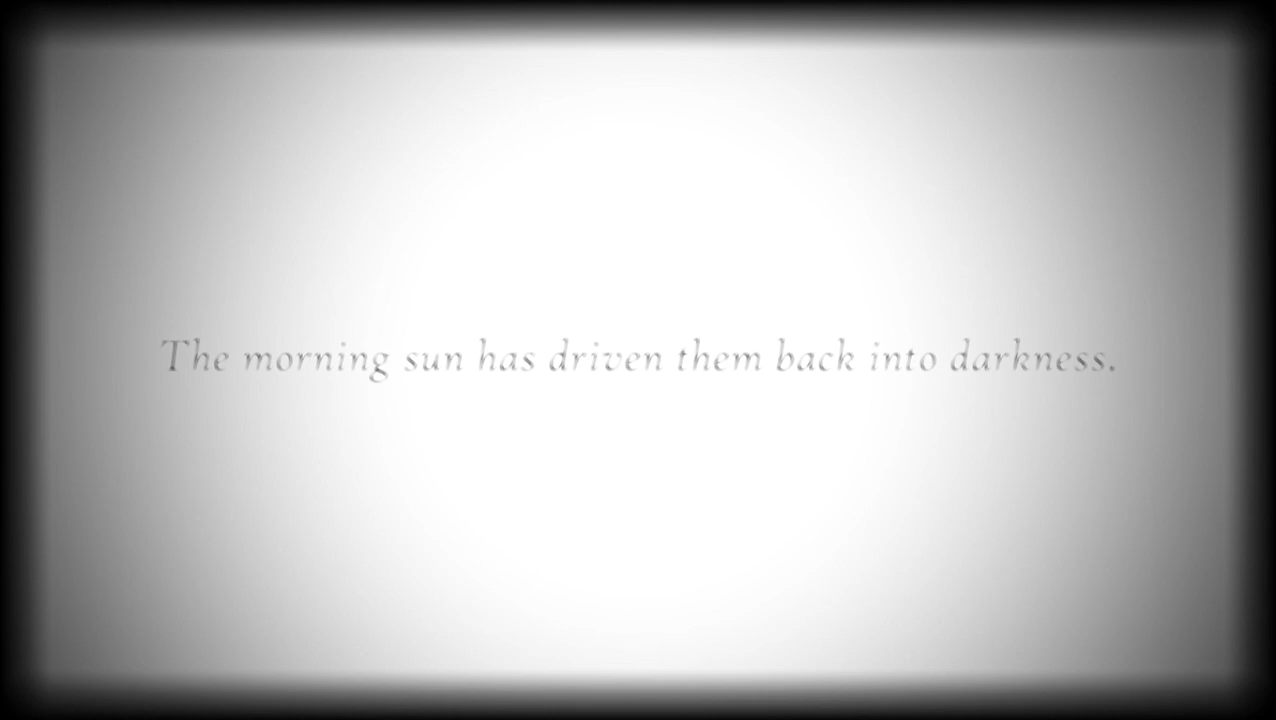 The morning sun has driven them back into darkness.